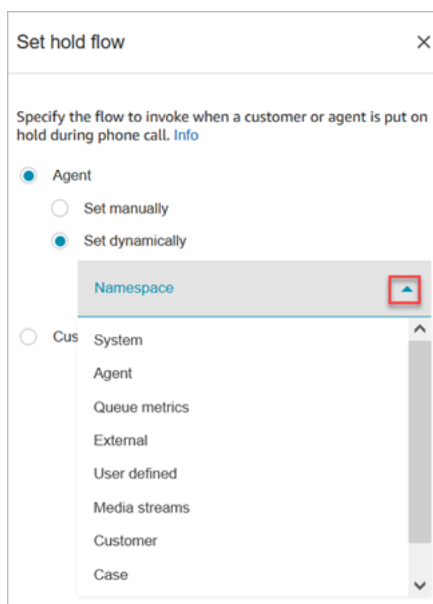 Set hold flow
Specify the flow to invoke when a customer or agent is put on
hold during phone call. Info
Agent
Set manually
Set dynamically
Namespace
Cus
System
Agent
Queue metrics
External
User defined
Media streams
Customer
Case